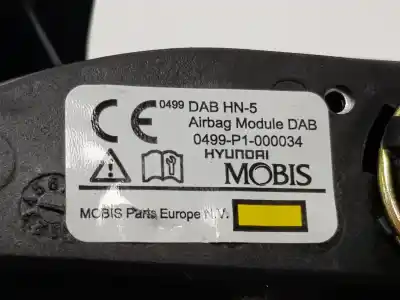 CE 0499 DAB HN-5
Airbag Module DAB
0499-P1-000034
HYUNDAI
MOBIS
MOBIS Parts Europe N.V.